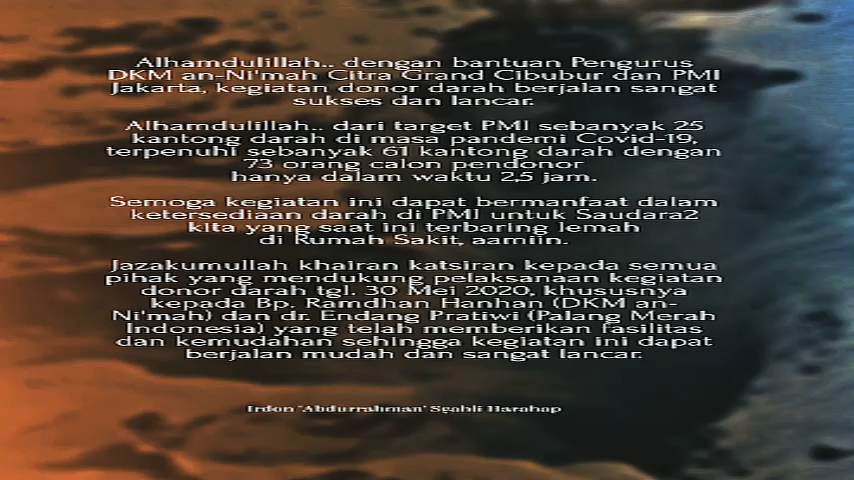 Alhamdulillah.. dengan bantuan Pengurus
DKM an-Ni'mah Citra Grand Cibubur dan PMI
Jakarta, kegiatan donor darah berjalan sangat
sukses dan lancar.
Alhamdulillah.. dari target PMI sebanyak 25
kantong darah di masa pandemi Covid-19,
terpenuhi sebanyak 61 kantong darah dengan
73 orang calon pendonor
hanya dalam waktu 2,5 jam.
Semoga kegiatan ini dapat bermanfaat dalam
ketersediaan darah di PMI untuk Saudara2
kita yang saat ini terbaring lemah
di Rumah Sakit, aamiin.
Jazakumullah khairan katsiran kepada semua
pihak yang mendukung pelaksanaan kegiatan
donor darah tgl. 30 Mei 2020, khususnya
kepada Bp. Ramdhan Hanhan (DKM an-
Ni'mah) dan dr. Endang Pratiwi (Palang Merah
Indonesia) yang telah memberikan fasilitas
dan kemudahan sehingga kegiatan ini dapat
berjalan mudah dan sangat lancar.
'Abdurrahman' Harahap